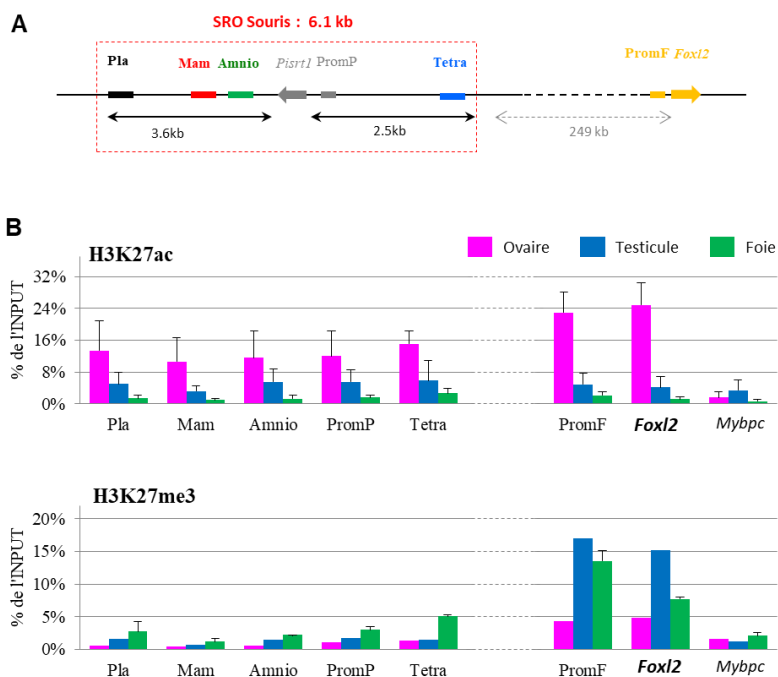 A
SRO Souris : 6.1 kb
Pla
Mam Amnio Pisrt1 PromP
Tetra
PromF Foxl2
3.6kb
2.5kb
249 kb
B
H3K27ac
Ovaire Testicule Foie
% de l'INPUT
32%
24%
16%
8%
0%
Pla Mam Amnio PromP Tetra PromF Foxl2 Mybpc
H3K27me3
% de l'INPUT
20%
15%
10%
5%
0%
Pla Mam Amnio PromP Tetra PromF Foxl2 Mybpc